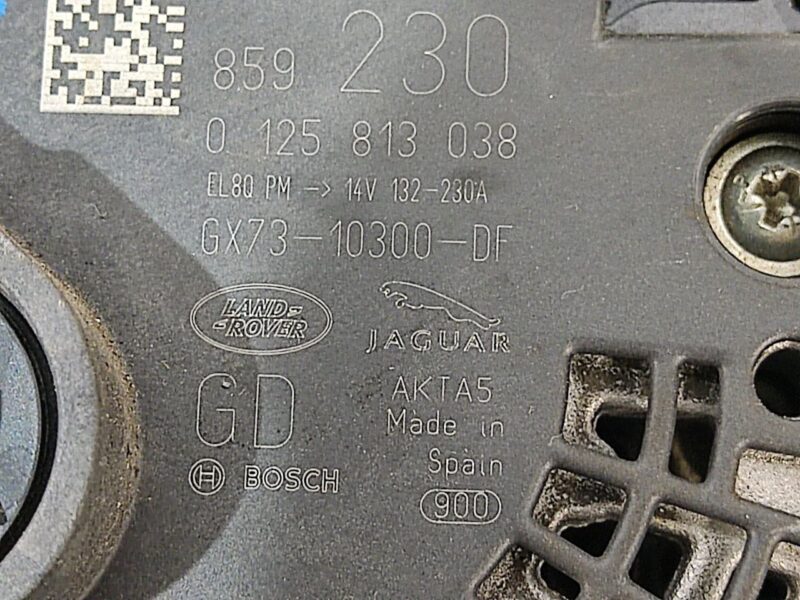 859 230
0 125 813 038
EL8Q PM -> 14V 132-230A
GX73-10300-DF
LAND-
-ROVER
JAGUAR
GD
AKTA5
Made in
Spain
BOSCH
900